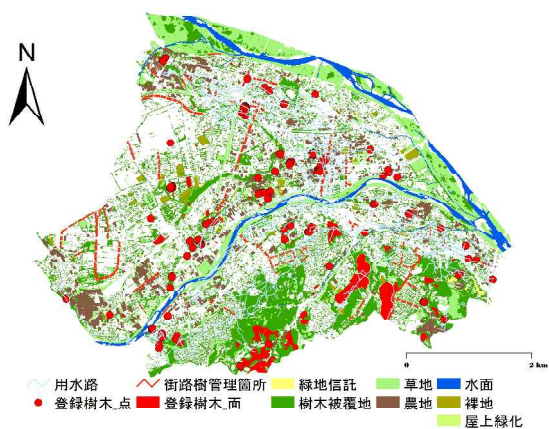 N
0 2 km
用水路 街路樹管理箇所 緑地信託 草地 水面
登録樹木_点 登録樹木_面 樹木被覆地 農地 裸地
屋上緑化